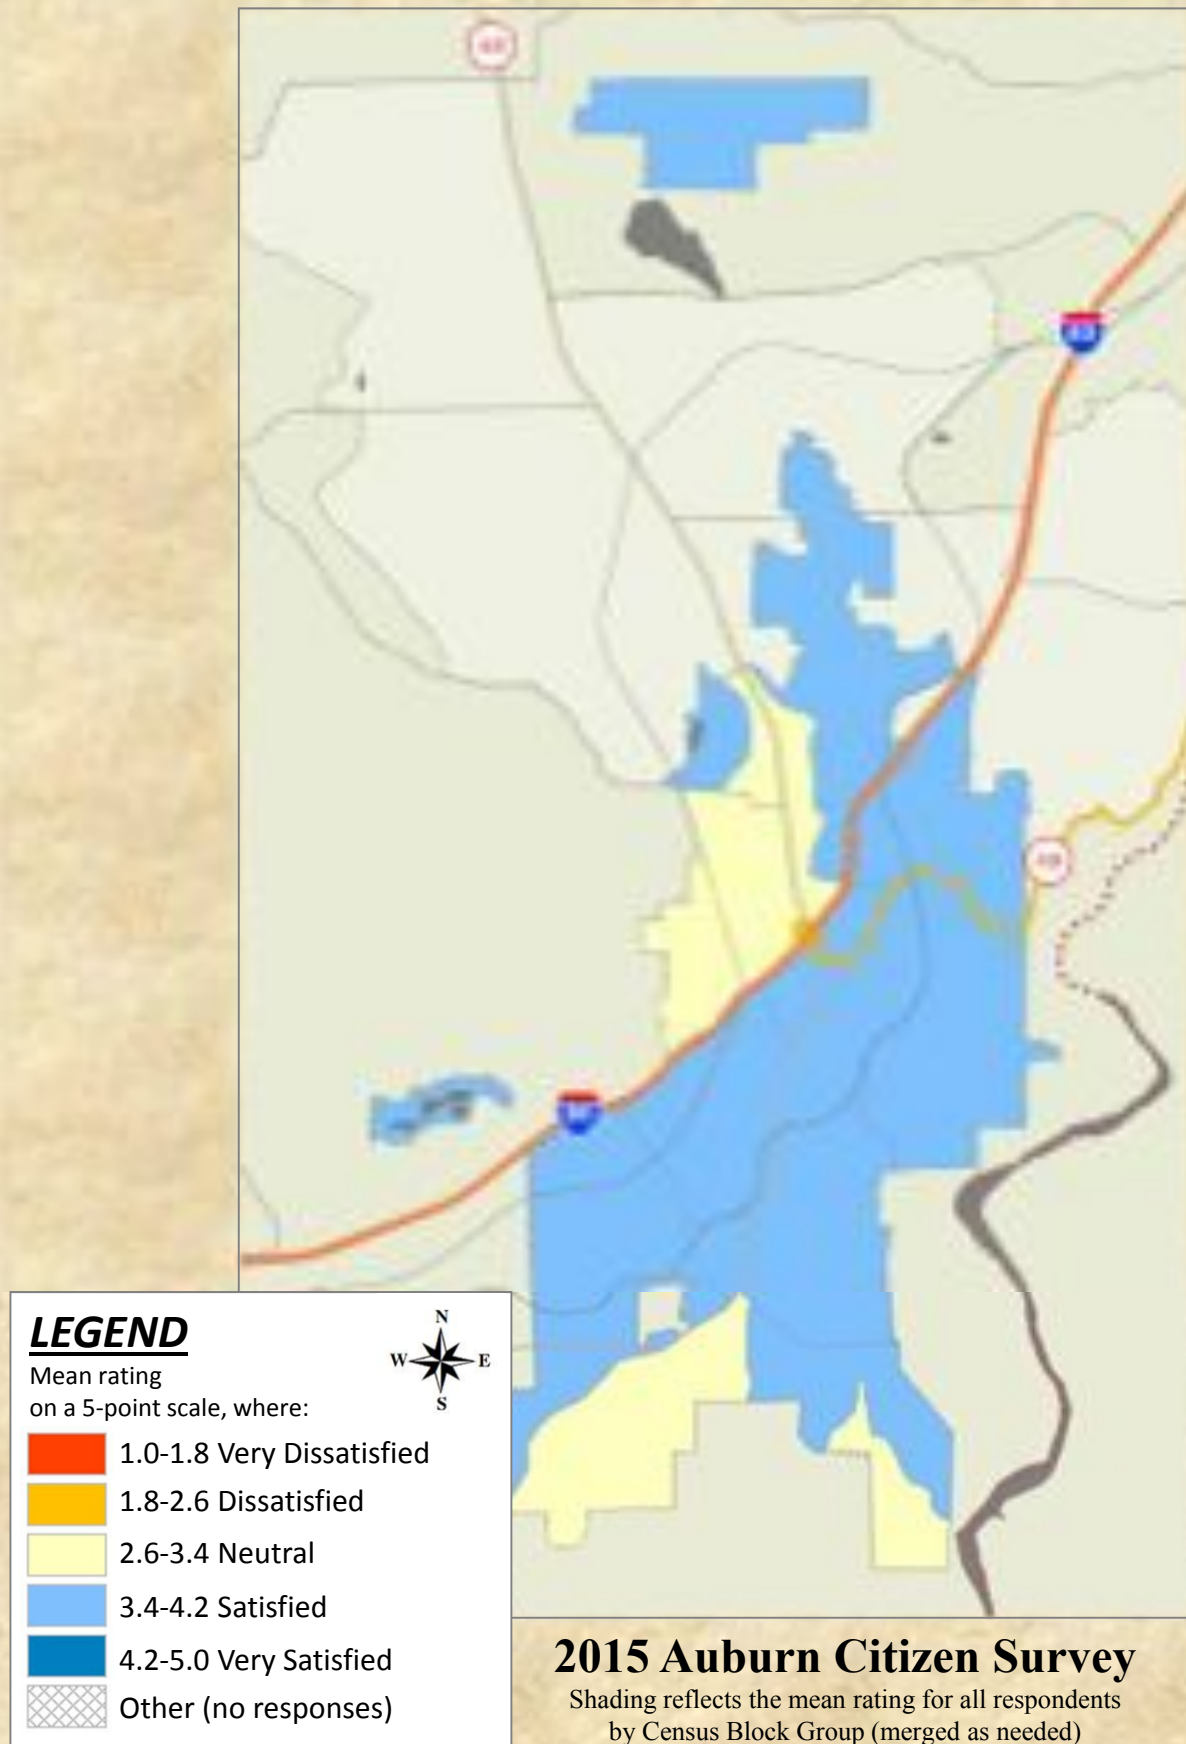 LEGEND
N
W E
S
Mean rating
on a 5-point scale, where:
1.0-1.8 Very Dissatisfied
1.8-2.6 Dissatisfied
2.6-3.4 Neutral
3.4-4.2 Satisfied
4.2-5.0 Very Satisfied
Other (no responses)
2015 Auburn Citizen Survey
Shading reflects the mean rating for all respondents
by Census Block Group (merged as needed)